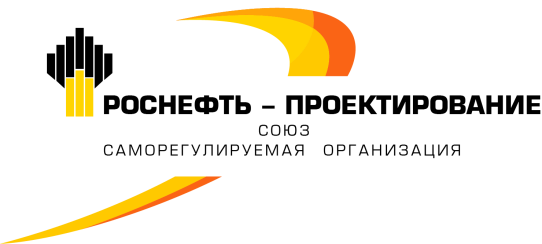 РОСНЕФТЬ – ПРОЕКТИРОВАНИЕ
СОЮЗ
САМОРЕГУЛИРУЕМАЯ ОРГАНИЗАЦИЯ